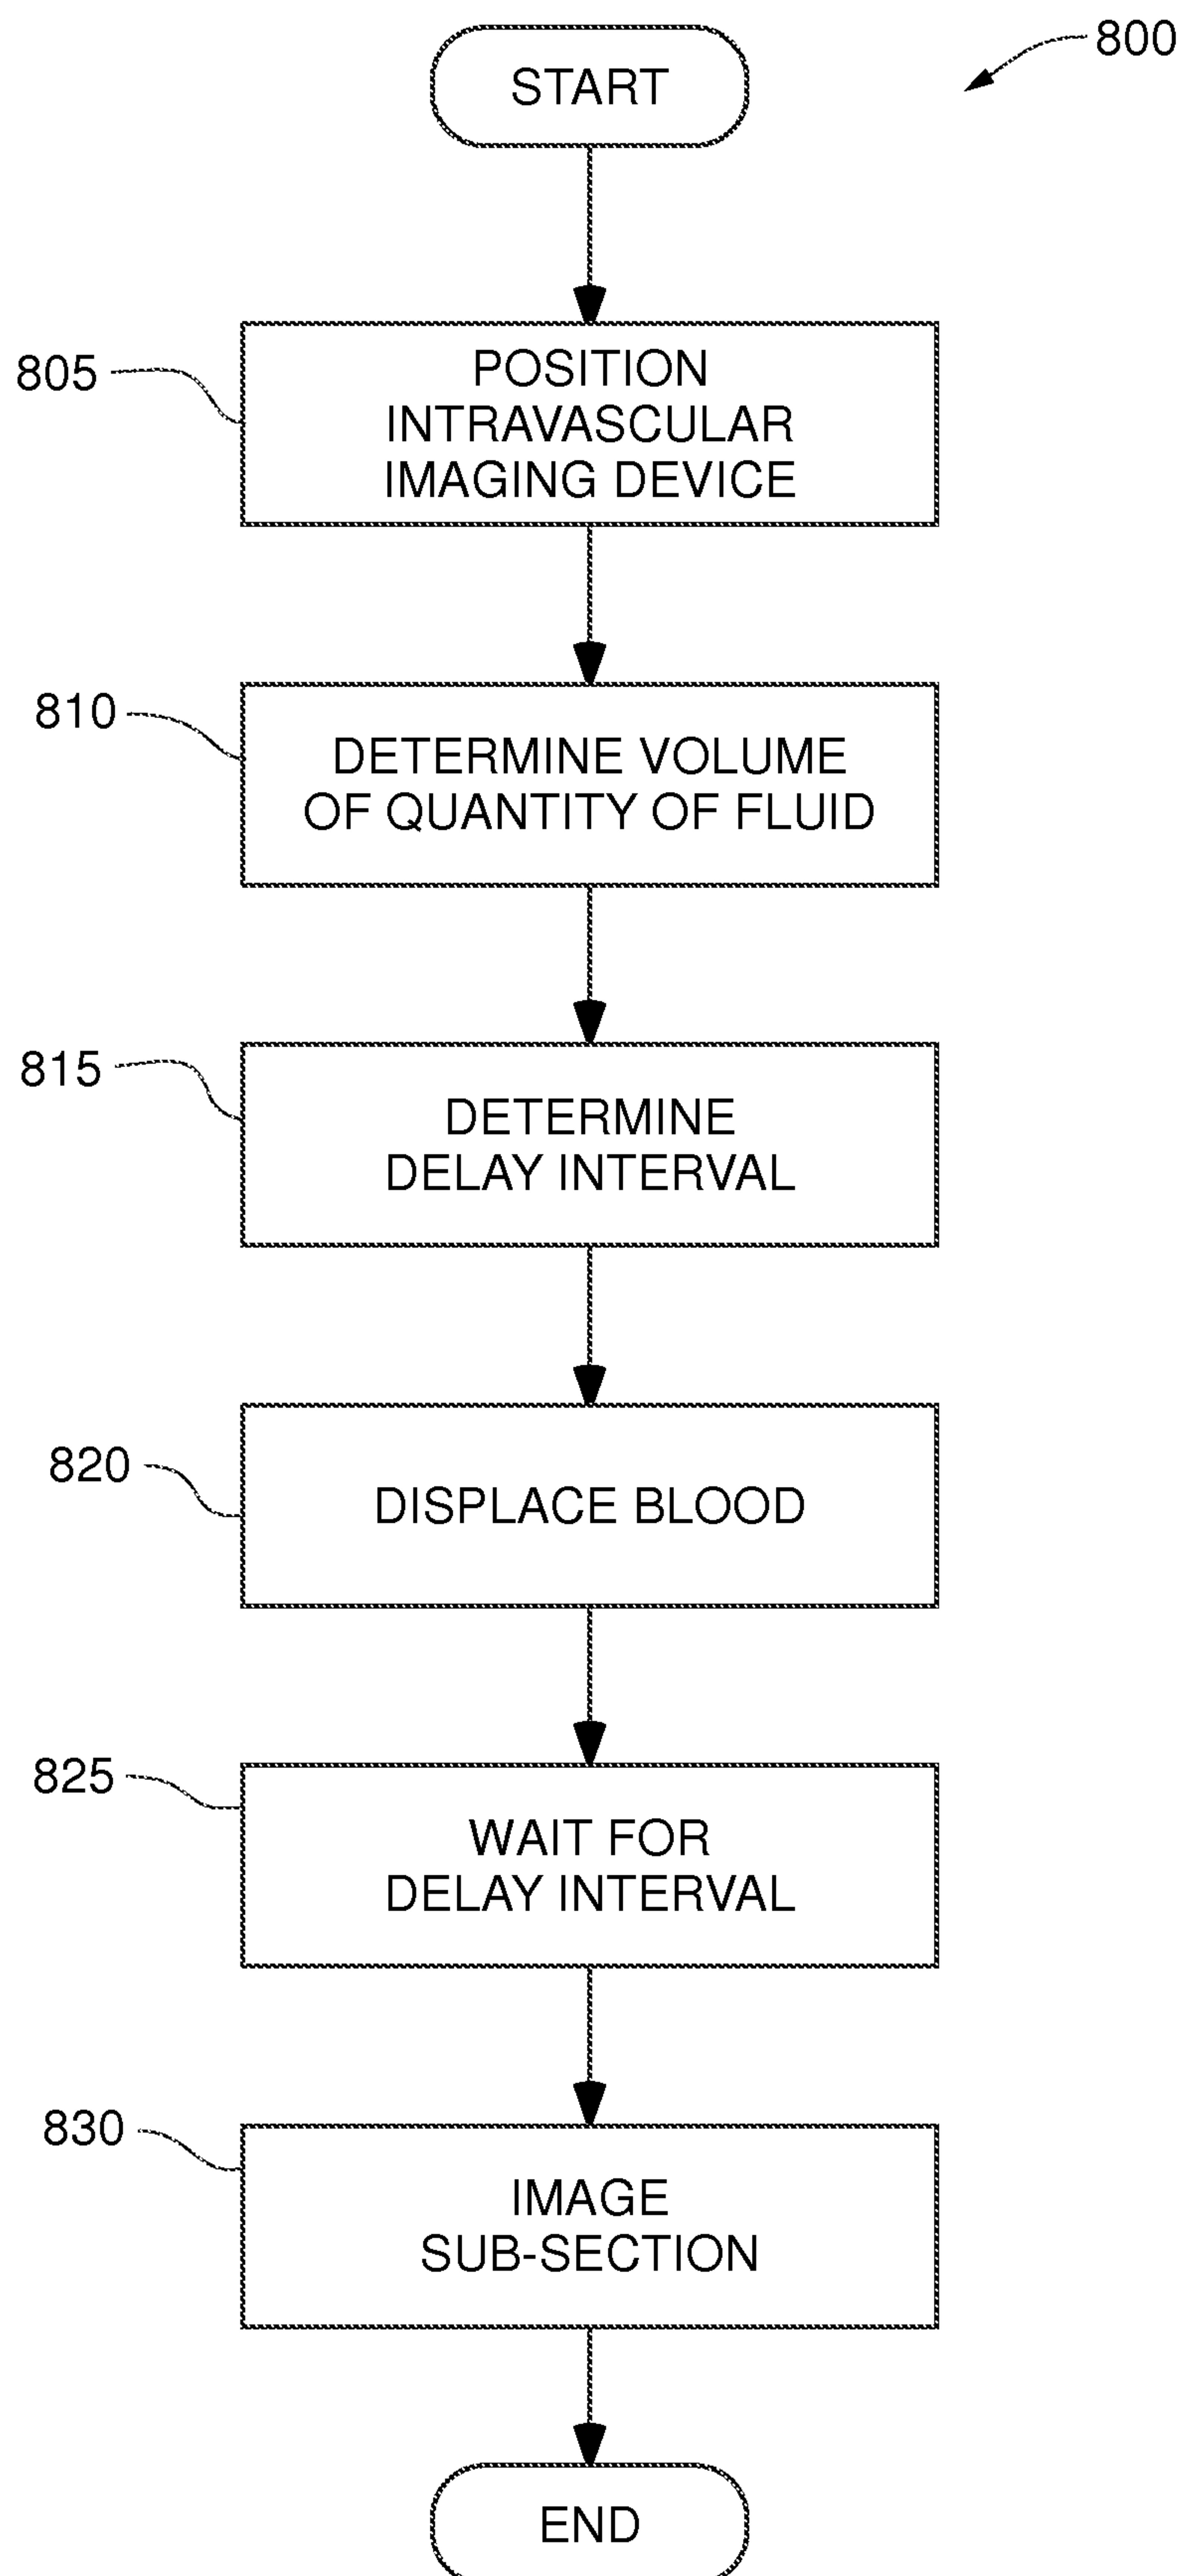 START
800
805
POSITION
INTRAVASCULAR
IMAGING DEVICE
810
DETERMINE VOLUME
OF QUANTITY OF FLUID
815
DETERMINE
DELAY INTERVAL
820
DISPLACE BLOOD
825
WAIT FOR
DELAY INTERVAL
830
IMAGE
SUB-SECTION
END